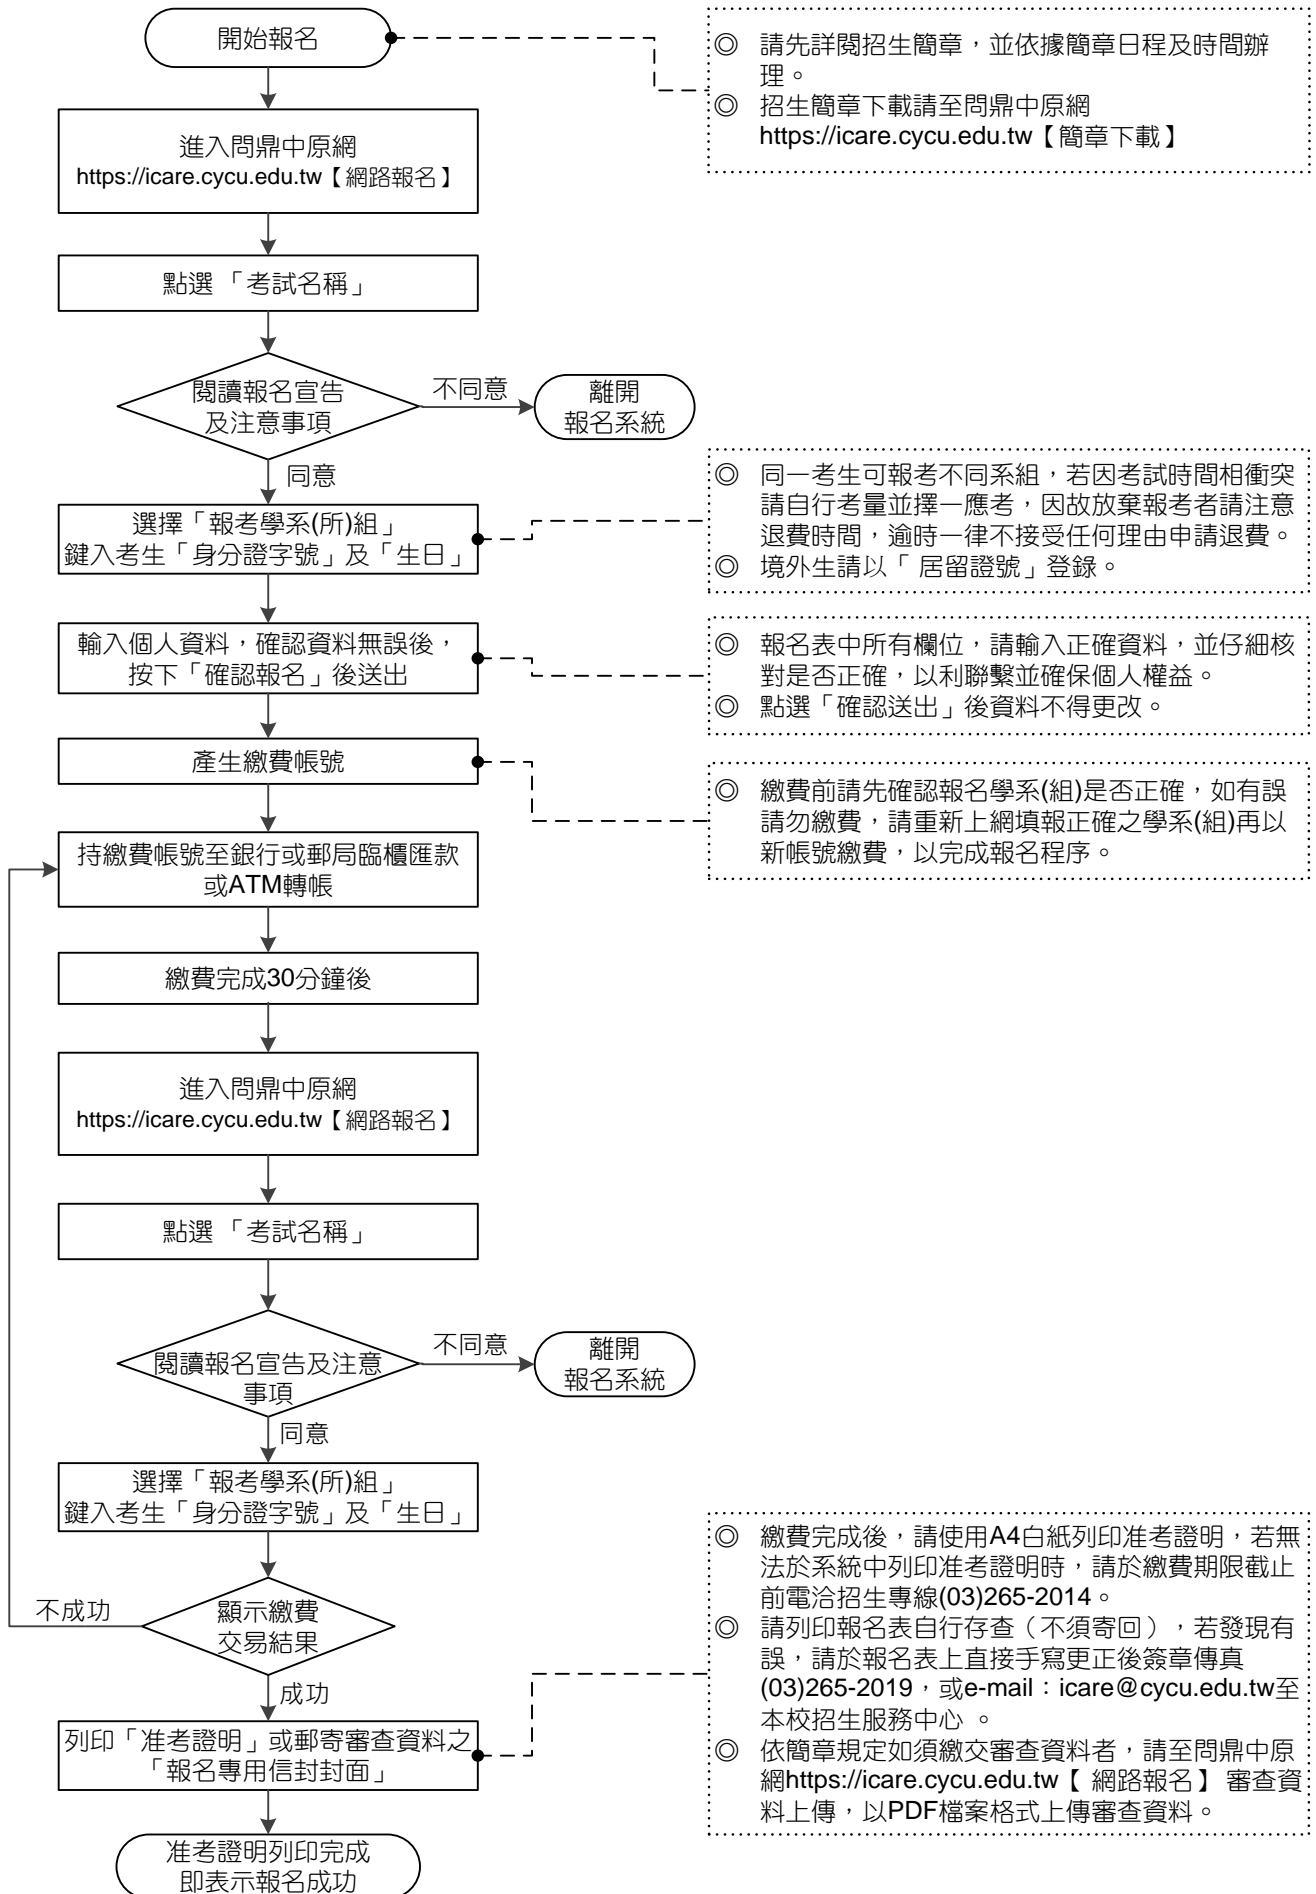 開始報名
◎ 請先詳閱招生簡章，並依據簡章日程及時間辦
理。
◎ 招生簡章下載請至問鼎中原網
https://icare.cycu.edu.tw【簡章下載】
進入問鼎中原網
https://icare.cycu.edu.tw【網路報名】
點選 「考試名稱」
閱讀報名宣告
及注意事項
不同意
離開
報名系統
同意
選擇「報考學系(所)組」
鍵入考生「身分證字號」及「生日」
◎ 同一考生可報考不同系組，若因考試時間相衝突
請自行考量並擇一應考，因故放棄報考者請注意
退費時間，逾時一律不接受任何理由申請退費。
◎ 境外生請以「 居留證號」登錄。
輸入個人資料，確認資料無誤後，
按下「確認報名」後送出
◎ 報名表中所有欄位，請輸入正確資料，並仔細核
對是否正確，以利聯繫並確保個人權益。
◎ 點選「確認送出」後資料不得更改。
產生繳費帳號
◎ 繳費前請先確認報名學系(組)是否正確，如有誤
請勿繳費，請重新上網填報正確之學系(組)再以
新帳號繳費，以完成報名程序。
持繳費帳號至銀行或郵局臨櫃匯款
或ATM轉帳
繳費完成30分鐘後
進入問鼎中原網
https://icare.cycu.edu.tw【網路報名】
點選 「考試名稱」
閱讀報名宣告及注意
事項
不同意
離開
報名系統
同意
選擇「報考學系(所)組」
鍵入考生「身分證字號」及「生日」
顯示繳費
交易結果
不成功
成功
列印「准考證明」或郵寄審查資料之
「報名專用信封封面」
◎ 繳費完成後，請使用A4白紙列印准考證明，若無
法於系統中列印准考證明時，請於繳費期限截止
前電洽招生專線(03)265-2014。
◎ 請列印報名表自行存查（不須寄回），若發現有
誤，請於報名表上直接手寫更正後簽章傳真
(03)265-2019，或e-mail：icare@cycu.edu.tw至
本校招生服務中心 。
◎ 依簡章規定如須繳交審查資料者，請至問鼎中原
網https://icare.cycu.edu.tw【 網路報名】 審查資
料上傳，以PDF檔案格式上傳審查資料。
准考證明列印完成
即表示報名成功